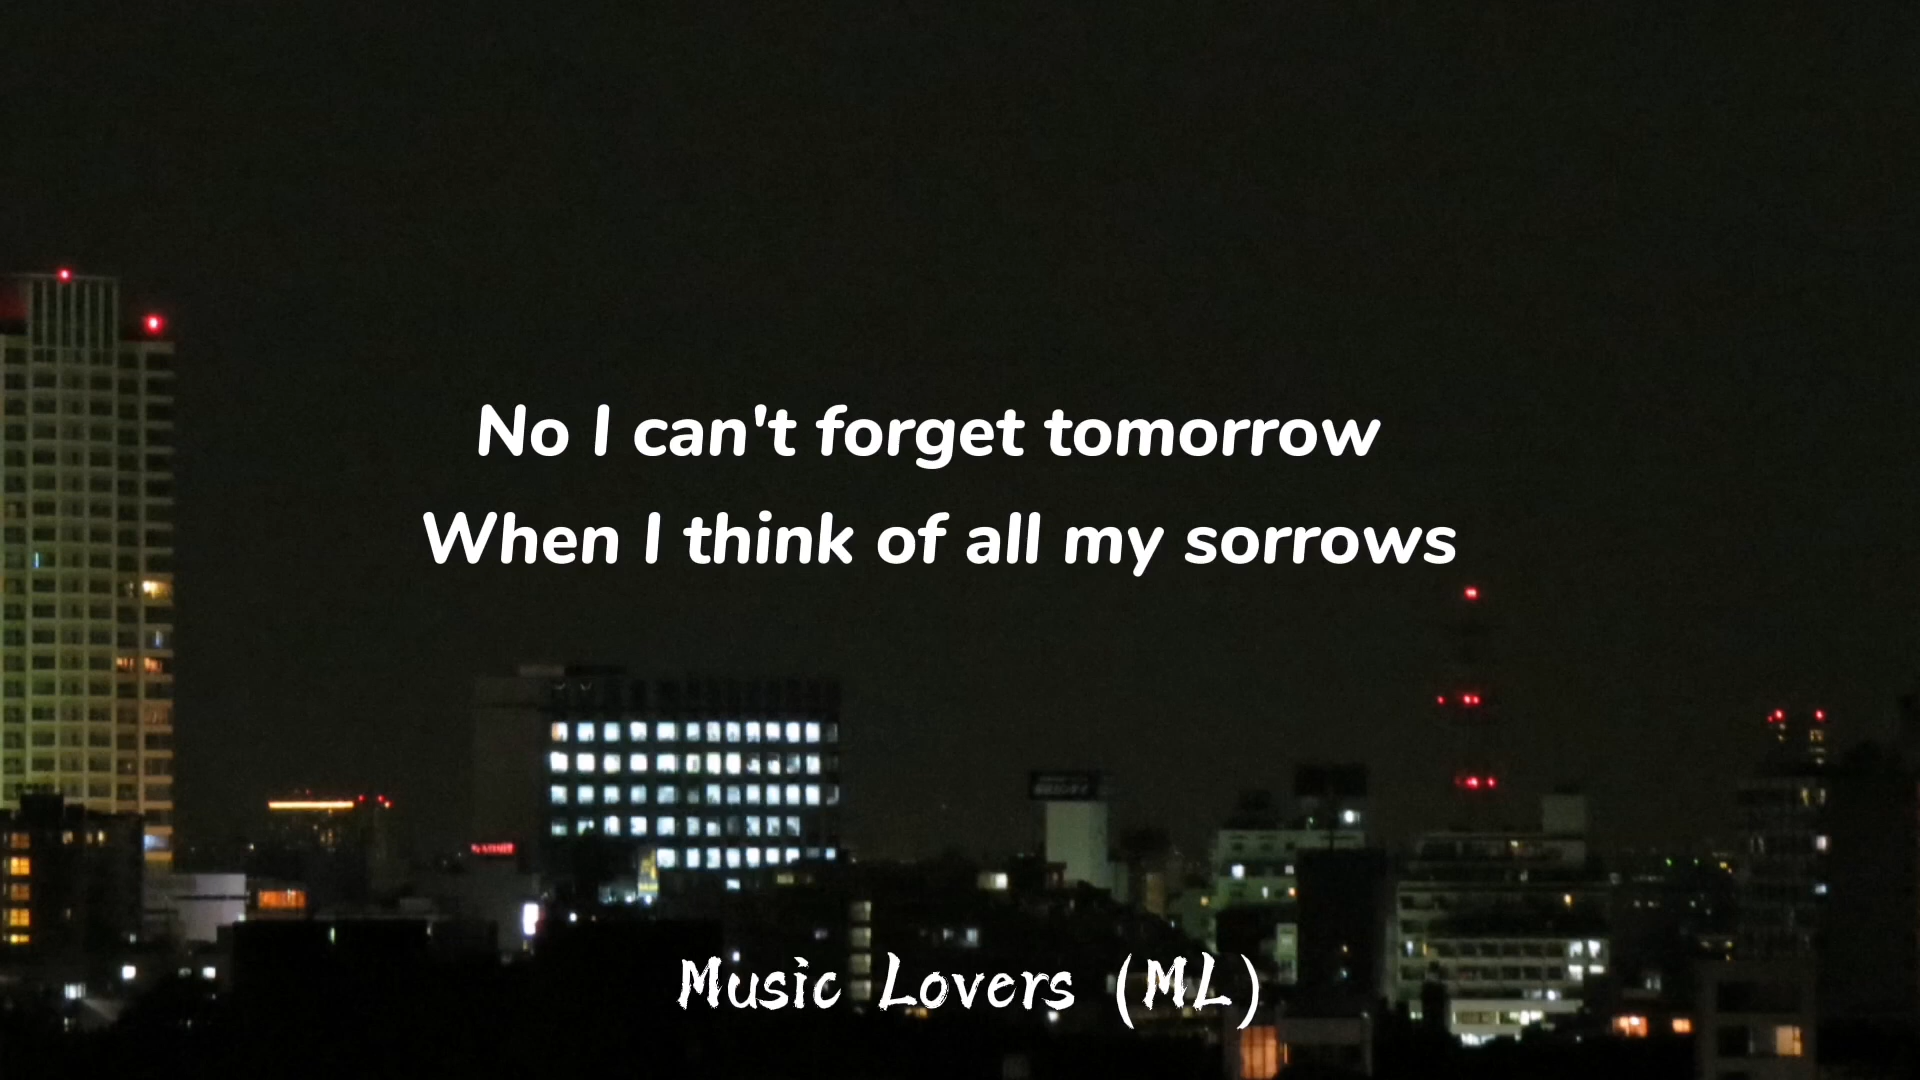 No I can't forget tomorrow
When I think of all my sorrows
Music Lovers (ML)